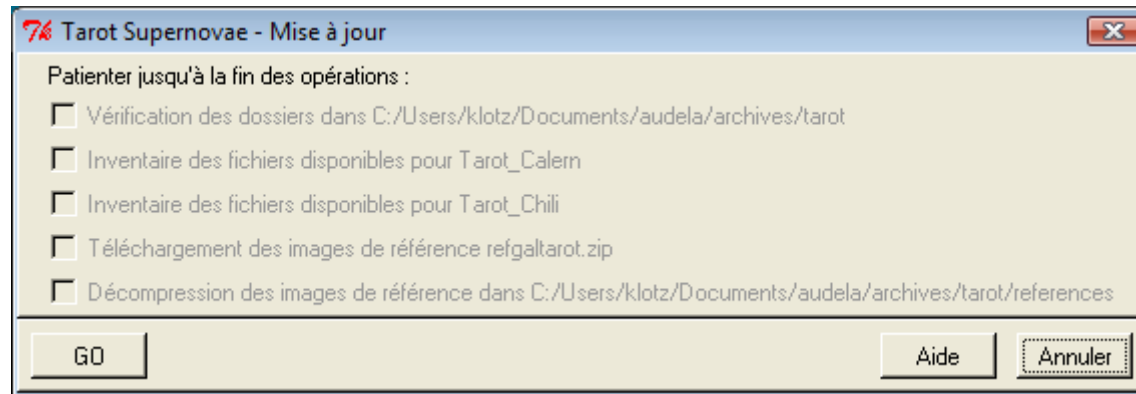 Tarot Supernovae - Mise à jour
Patienter jusqu'à la fin des opérations :
Vérification des dossiers dans C:/Users/klotz/Documents/audela/archives/tarot
Inventaire des fichiers disponibles pour Tarot_Calern
Inventaire des fichiers disponibles pour Tarot_Chili
Téléchargement des images de référence refgaltarot.zip
Décompression des images de référence dans C:/Users/klotz/Documents/audela/archives/tarot/references
GO Aide Annuler